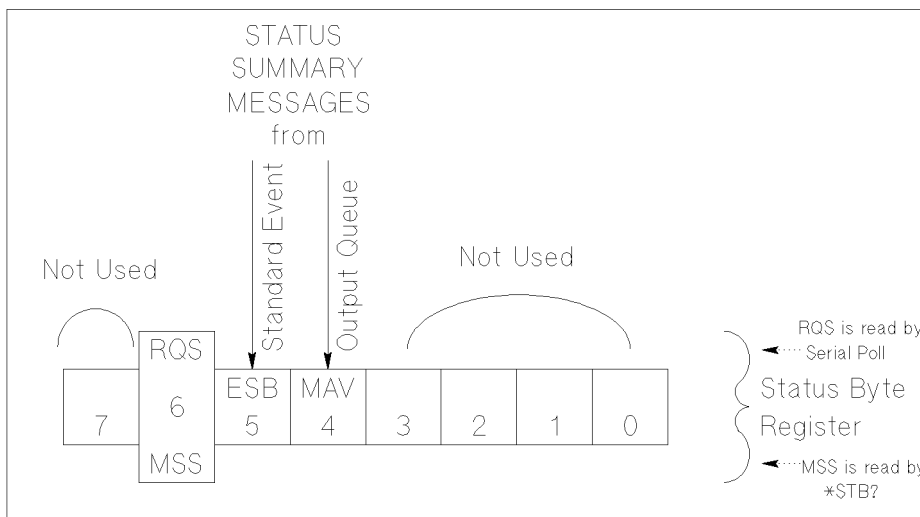 STATUS
SUMMARY
MESSAGES
from
Standard Event
Output Queue
Not Used
Not Used
RQS
6
MSS
7
ESB
5
MAV
4
3
2
1
0
RQS is read by
Serial Poll
Status Byte
Register
MSS is read by
*STB?